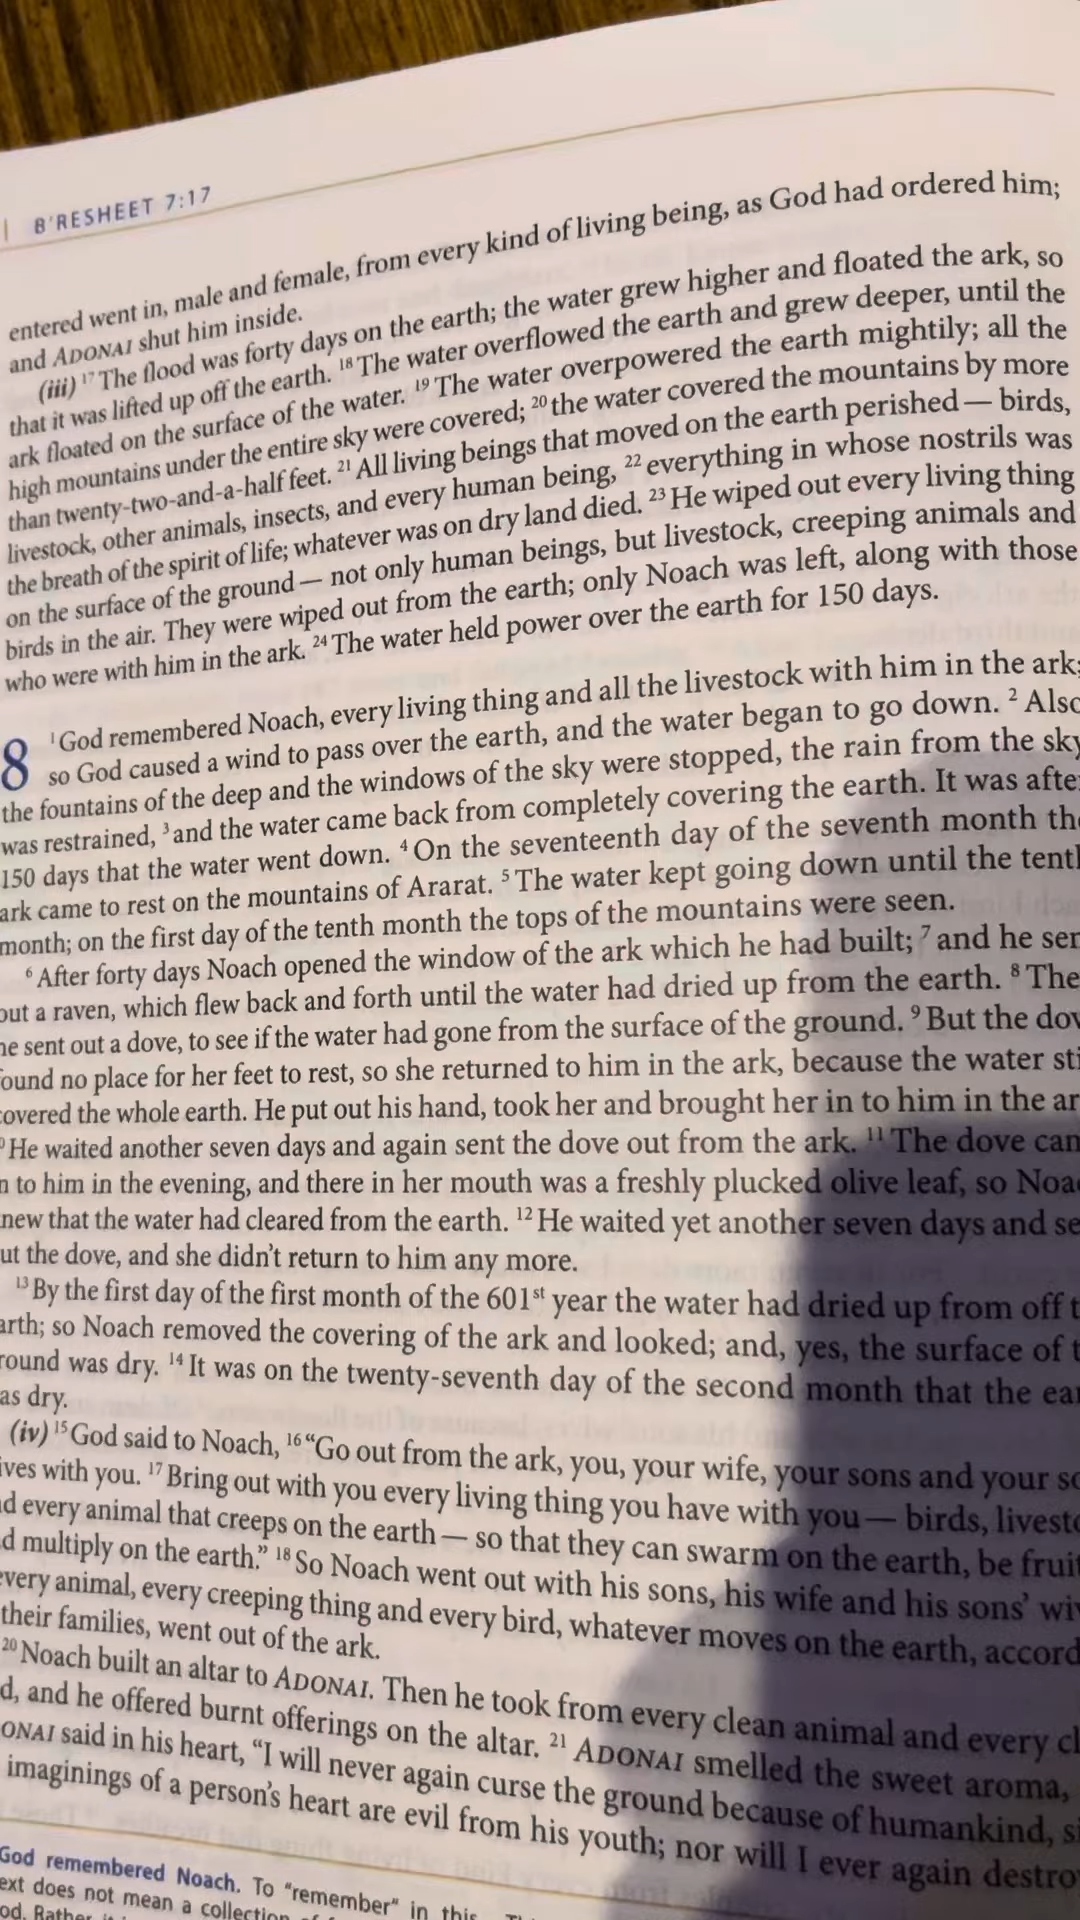 B'RESHEET 7:17
entered went in, male and female, from every kind of living being, as God had ordered him;
and ADONAI shut him inside.
(iii) 17 The flood was forty days on the earth; the water grew higher and floated the ark, so
that it was lifted up off the earth. 18 The water overflowed the earth and grew deeper, until the
ark floated on the surface of the water. 19 The water overpowered the earth mightily; all the
high mountains under the entire sky were covered; 20 the water covered the mountains by more
than twenty-two-and-a-half feet. 21 All living beings that moved on the earth perished — birds,
livestock, other animals, insects, and every human being, 22 everything in whose nostrils was
the breath of the spirit of life; whatever was on dry land died. 23 He wiped out every living thing
on the surface of the ground — not only human beings, but livestock, creeping animals and
birds in the air. They were wiped out from the earth; only Noach was left, along with those
who were with him in the ark. 24 The water held power over the earth for 150 days.
8 1 God remembered Noach, every living thing and all the livestock with him in the ark;
so God caused a wind to pass over the earth, and the water began to go down. 2 Also
the fountains of the deep and the windows of the sky were stopped, the rain from the sky
was restrained, 3 and the water came back from completely covering the earth. It was after
150 days that the water went down. 4 On the seventeenth day of the seventh month the
ark came to rest on the mountains of Ararat. 5 The water kept going down until the tenth
month; on the first day of the tenth month the tops of the mountains were seen.
6 After forty days Noach opened the window of the ark which he had built; 7 and he sen
out a raven, which flew back and forth until the water had dried up from the earth. 8 The
he sent out a dove, to see if the water had gone from the surface of the ground. 9 But the dov
found no place for her feet to rest, so she returned to him in the ark, because the water sti
covered the whole earth. He put out his hand, took her and brought her in to him in the ar
He waited another seven days and again sent the dove out from the ark. 11 The dove cam
n to him in the evening, and there in her mouth was a freshly plucked olive leaf, so Noac
new that the water had cleared from the earth. 12 He waited yet another seven days and se
ut the dove, and she didn't return to him any more.
13 By the first day of the first month of the 601st year the water had dried up from off t
arth; so Noach removed the covering of the ark and looked; and, yes, the surface of t
round was dry. 14 It was on the twenty-seventh day of the second month that the ear
as dry.
(iv) 15 God said to Noach, 16 "Go out from the ark, you, your wife, your sons and your so
ives with you. 17 Bring out with you every living thing you have with you — birds, livesto
d every animal that creeps on the earth — so that they can swarm on the earth, be fruit
d multiply on the earth." 18 So Noach went out with his sons, his wife and his sons' wiv
every animal, every creeping thing and every bird, whatever moves on the earth, accord
their families, went out of the ark.
20 Noach built an altar to ADONAI. Then he took from every clean animal and every cl
d, and he offered burnt offerings on the altar. 21 ADONAI smelled the sweet aroma,
ONAI said in his heart, "I will never again curse the ground because of humankind, si
imaginings of a person's heart are evil from his youth; nor will I ever again destro
God remembered Noach. To "remember" in this
ext does not mean a collection
od. Rather